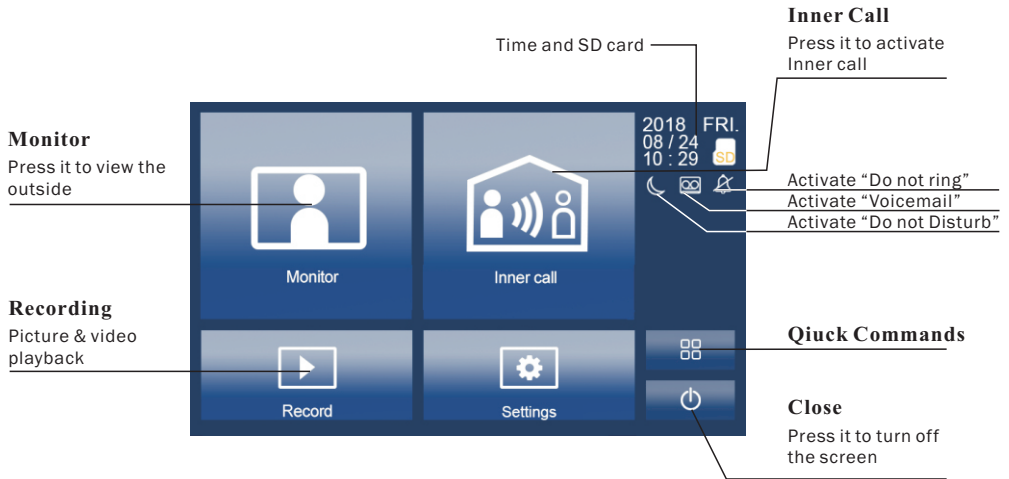 Inner Call
Press it to activate
Inner call
Time and SD card
Monitor
Press it to view the
outside
2018 FRI.
08 / 24
10 : 29
SD
Activate “Do not ring”
Activate “Voicemail”
Activate “Do not Disturb”
Monitor
Inner call
Recording
Picture & video
playback
Qiuck Commands
Record
Settings
Close
Press it to turn off
the screen